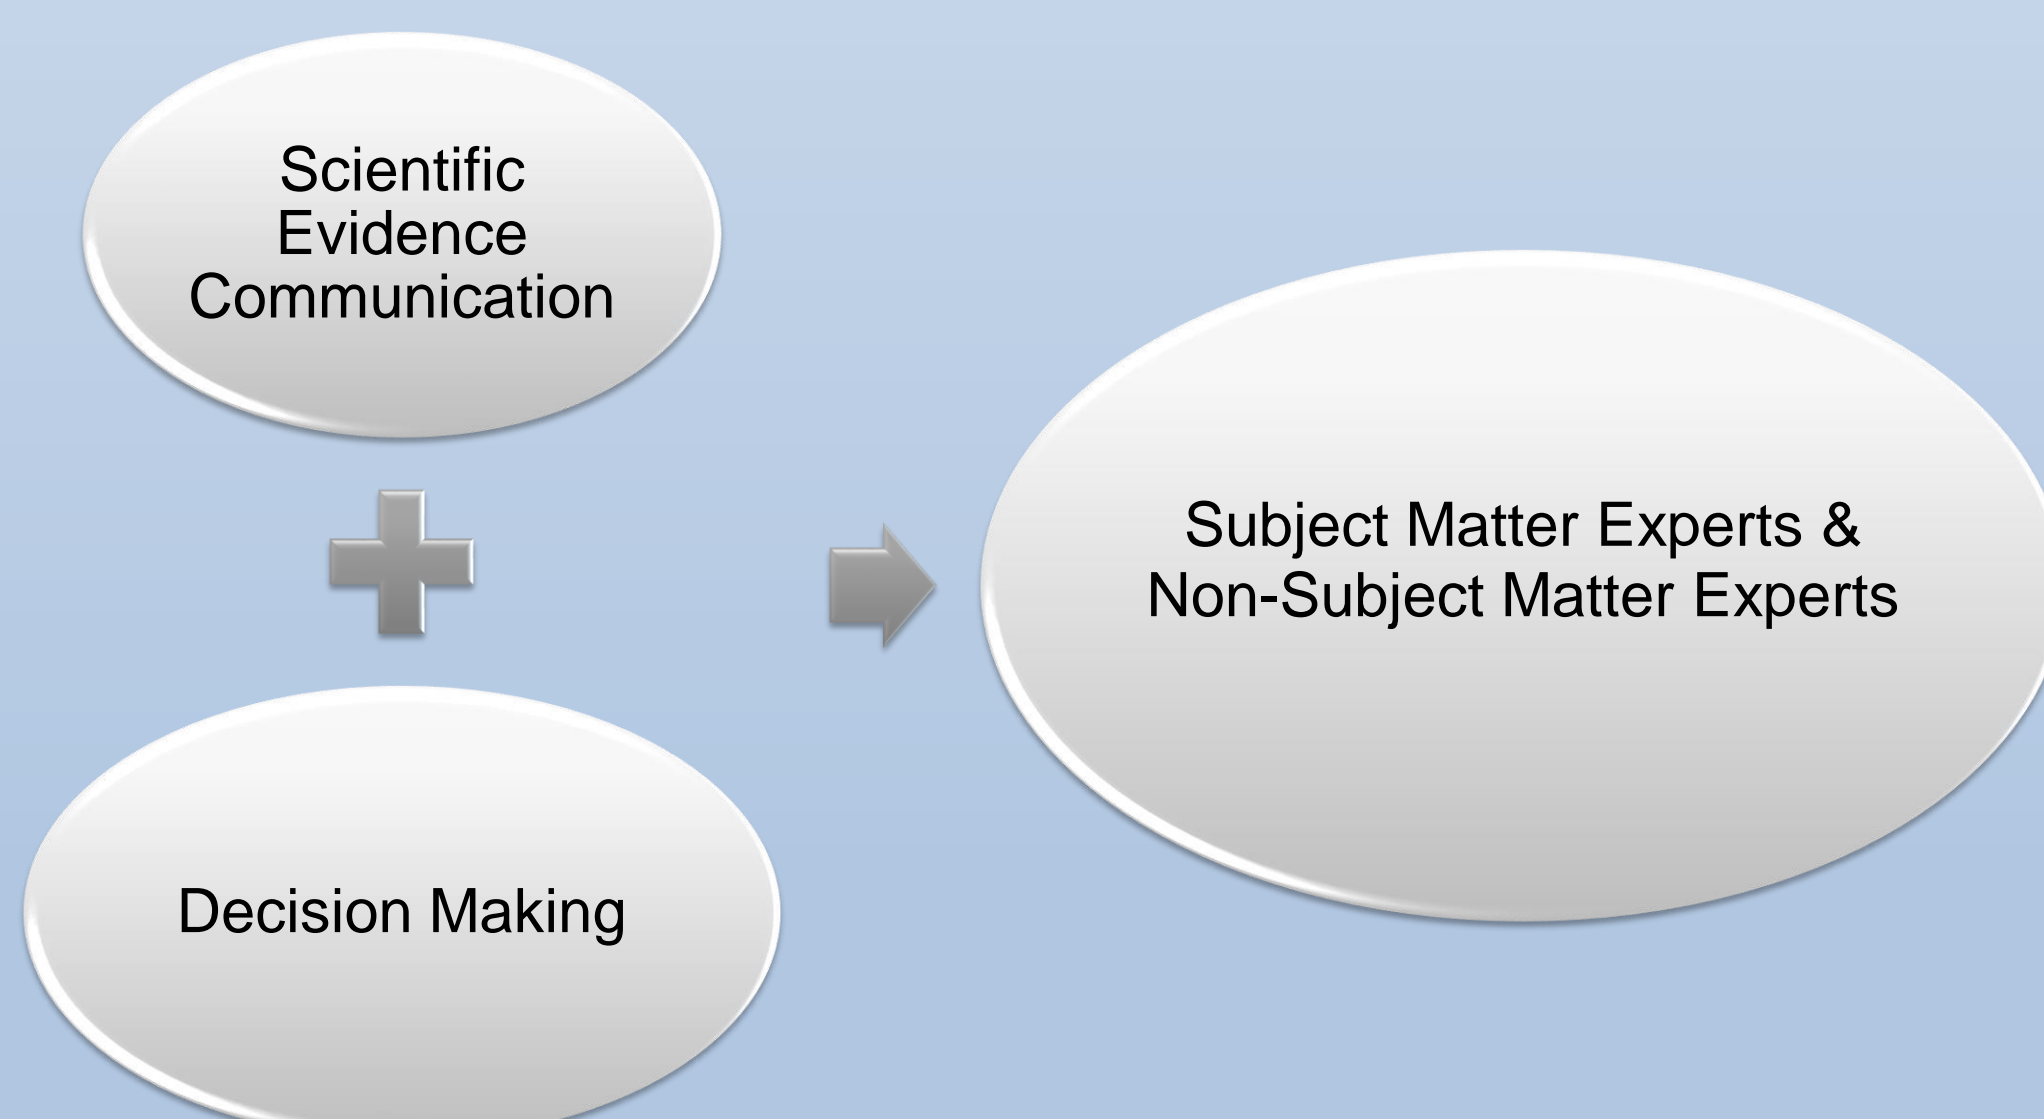 Scientific
Evidence
Communication
Decision Making
Subject Matter Experts &
Non-Subject Matter Experts